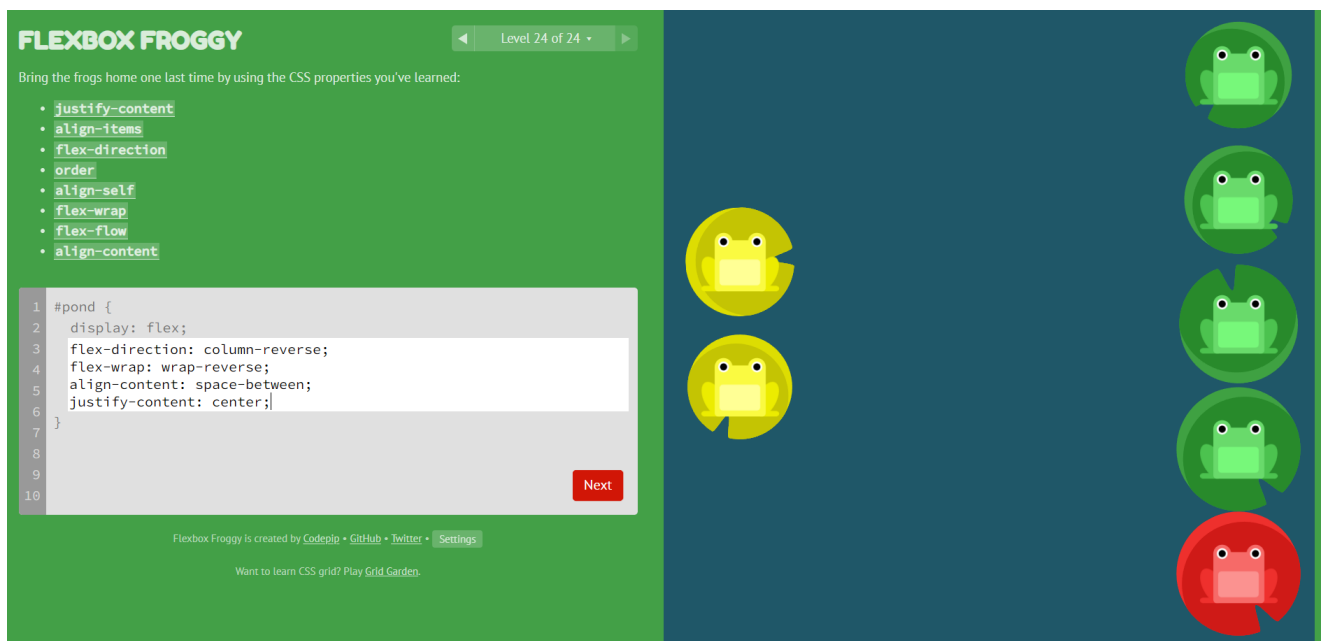 FLEXBOX FROGGY
◀ Level 24 of 24 ▾ ▶
Bring the frogs home one last time by using the CSS properties you've learned:
• justify-content
• align-items
• flex-direction
• order
• align-self
• flex-wrap
• flex-flow
• align-content
1 #pond {
2 display: flex;
3 flex-direction: column-reverse;
4 flex-wrap: wrap-reverse;
5 align-content: space-between;
6 justify-content: center;
7 }
8
9
10
Next
Flexbox Froggy is created by Codepip • GitHub • Twitter • Settings
Want to learn CSS grid? Play Grid Garden.